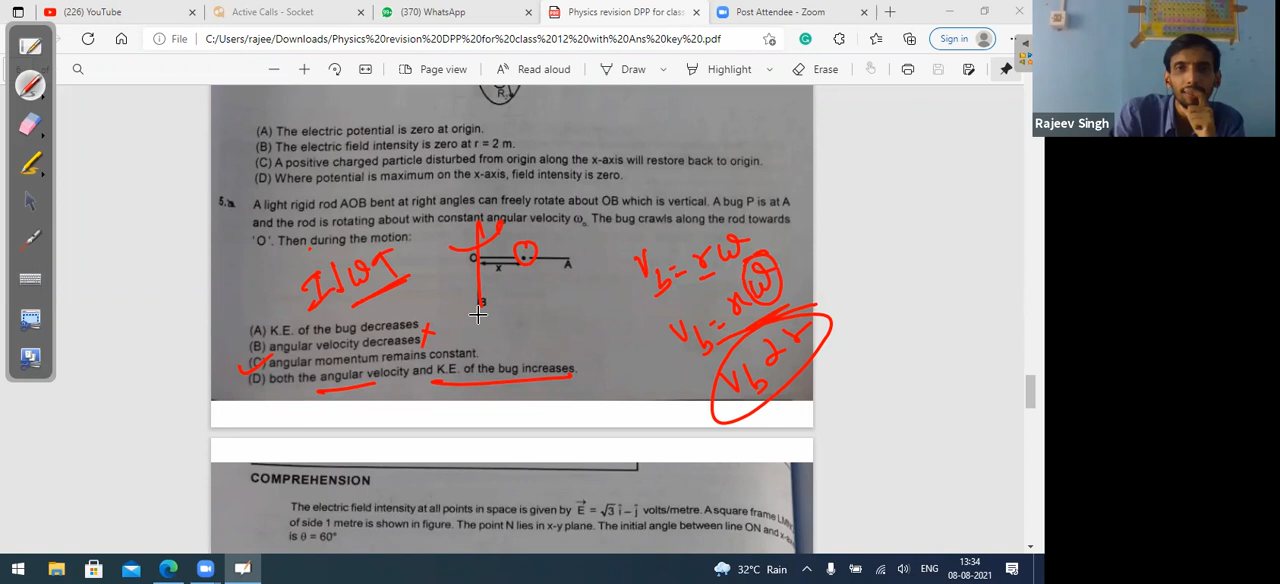 (226) YouTube
Active Calls - Socket
(370) WhatsApp
Physics revision DPP for class
Post Attendee - Zoom
File
C:/Users/rajee/Downloads/Physics%20revision%20DPP%20for%20class%2012%20with%20Ans%20key%20.pdf
Sign in
Page view
Read aloud
Draw
Highlight
Erase
Rajeev Singh
R
(A) The electric potential is zero at origin.
(B) The electric field intensity is zero at r = 2 m.
(C) A positive charged particle disturbed from origin along the x-axis will restore back to origin.
(D) Where potential is maximum on the x-axis, field intensity is zero.
5.
A light rigid rod AOB bent at right angles can freely rotate about OB which is vertical. A bug P is at A
and the rod is rotating about with constant angular velocity ω₀. The bug crawls along the rod towards
'O'. Then during the motion:
O
x
A
B
I↓ω↑
V_b = rω
V_b = xω
V_b α r
(A) K.E. of the bug decreases
(B) angular velocity decreases
(C) angular momentum remains constant.
(D) both the angular velocity and K.E. of the bug increases.
COMPREHENSION
The electric field intensity at all points in space is given by E⃗ = √3 î – ĵ volts/metre. A square frame
of side 1 metre is shown in figure. The point N lies in x-y plane. The initial angle between line ON and
is θ = 60°
32°C Rain
ENG
13:34
08-08-2021